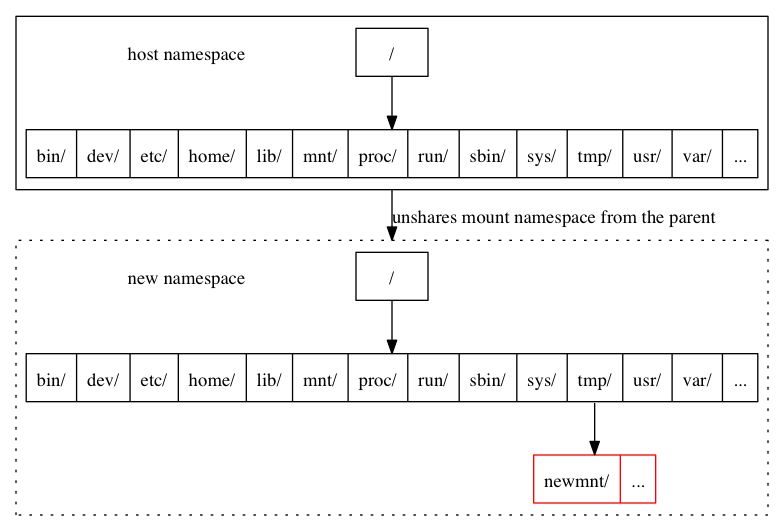 host namespace
/
bin/ dev/ etc/ home/ lib/ mnt/ proc/ run/ sbin/ sys/ tmp/ usr/ var/ ...
unshares mount namespace from the parent
new namespace
/
bin/ dev/ etc/ home/ lib/ mnt/ proc/ run/ sbin/ sys/ tmp/ usr/ var/ ...
newmnt/ ...